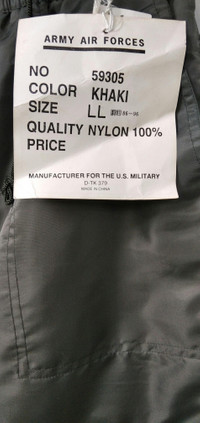 ARMY AIR FORCES
NO 59305
COLOR KHAKI
SIZE LL
QUALITY NYLON 100%
PRICE
MANUFACTURER FOR THE U.S. MILITARY
D-TK 379
MADE IN CHINA